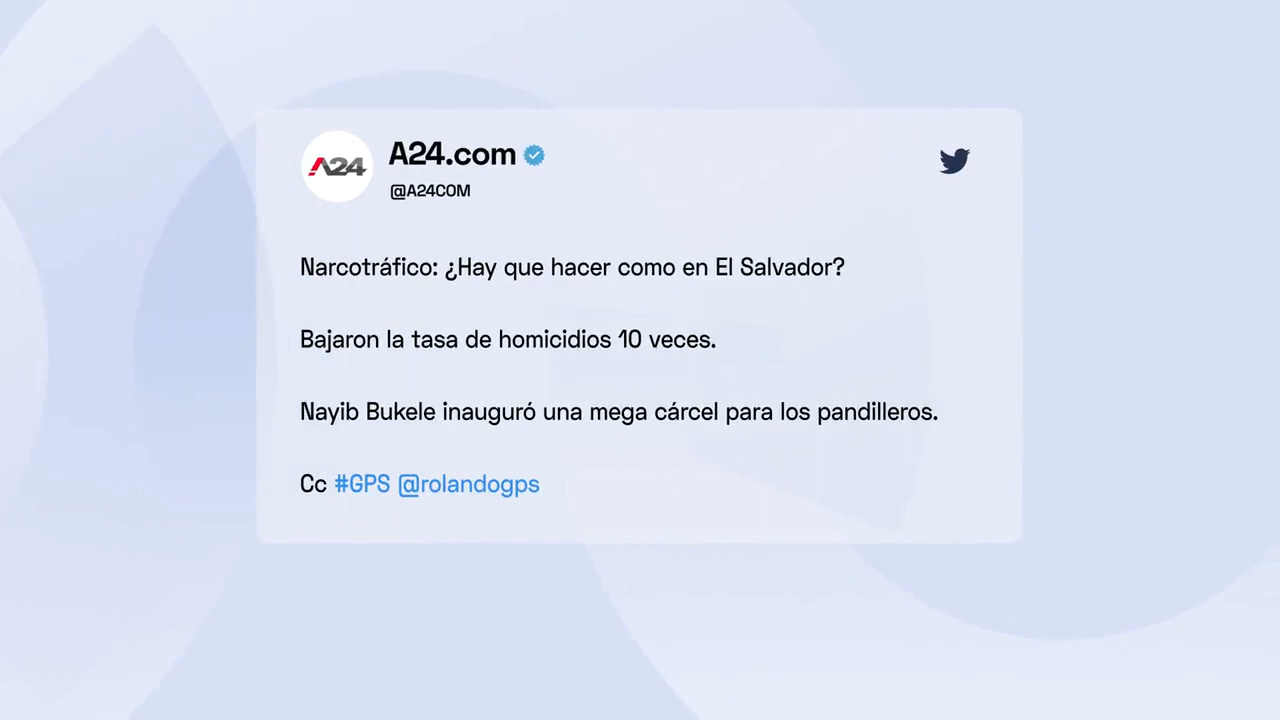 A24
A24.com
@A24COM
Narcotráfico: ¿Hay que hacer como en El Salvador?
Bajaron la tasa de homicidios 10 veces.
Nayib Bukele inauguró una mega cárcel para los pandilleros.
Cc #GPS @rolandogps